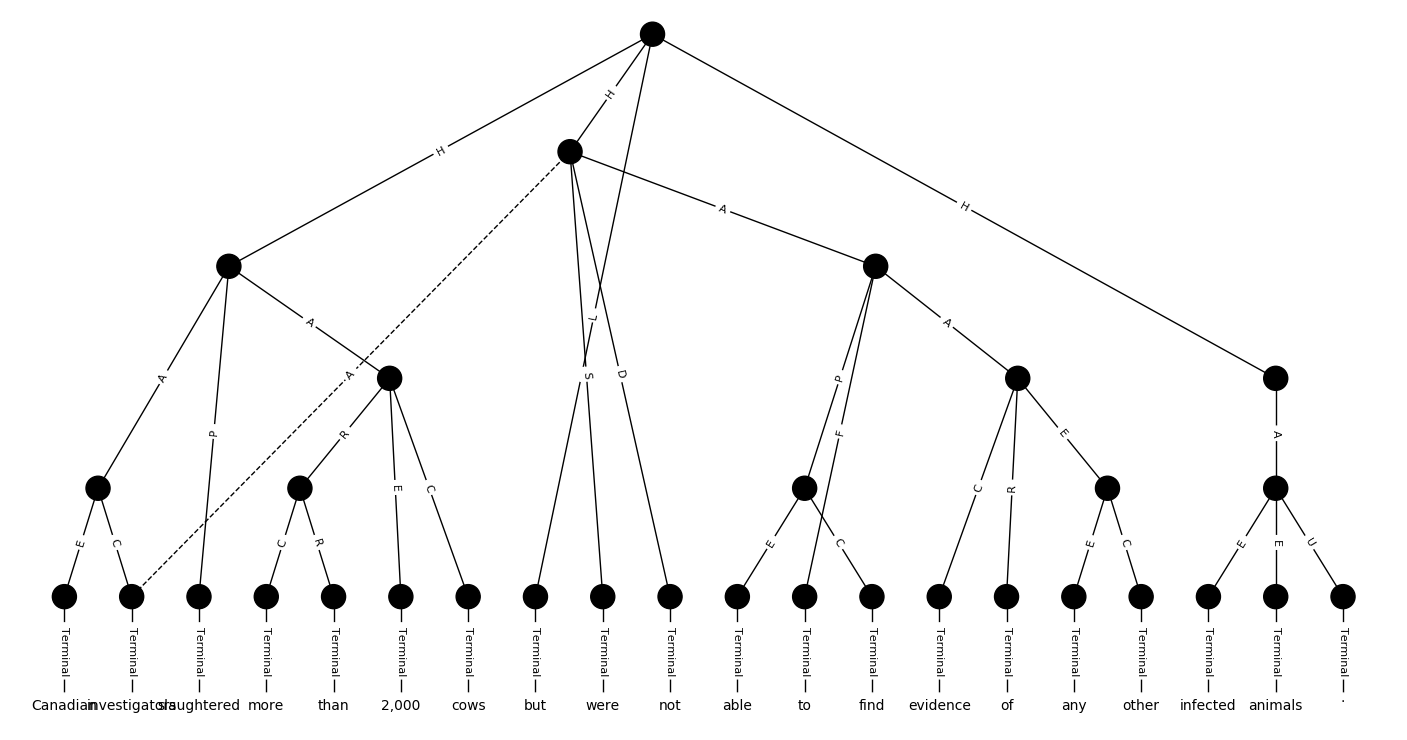 H
H
H
A
H
L
A
A
A
A
S
D
P
P
F
A
R
E
A
E
C
C
R
E
C
C
R
E
C
E
C
E
E
U
Terminal Terminal Terminal Terminal Terminal Terminal Terminal Terminal Terminal Terminal Terminal Terminal Terminal Terminal Terminal Terminal Terminal Terminal Terminal Terminal
Canadian investigators slaughtered more than 2,000 cows but were not able to find evidence of any other infected animals .